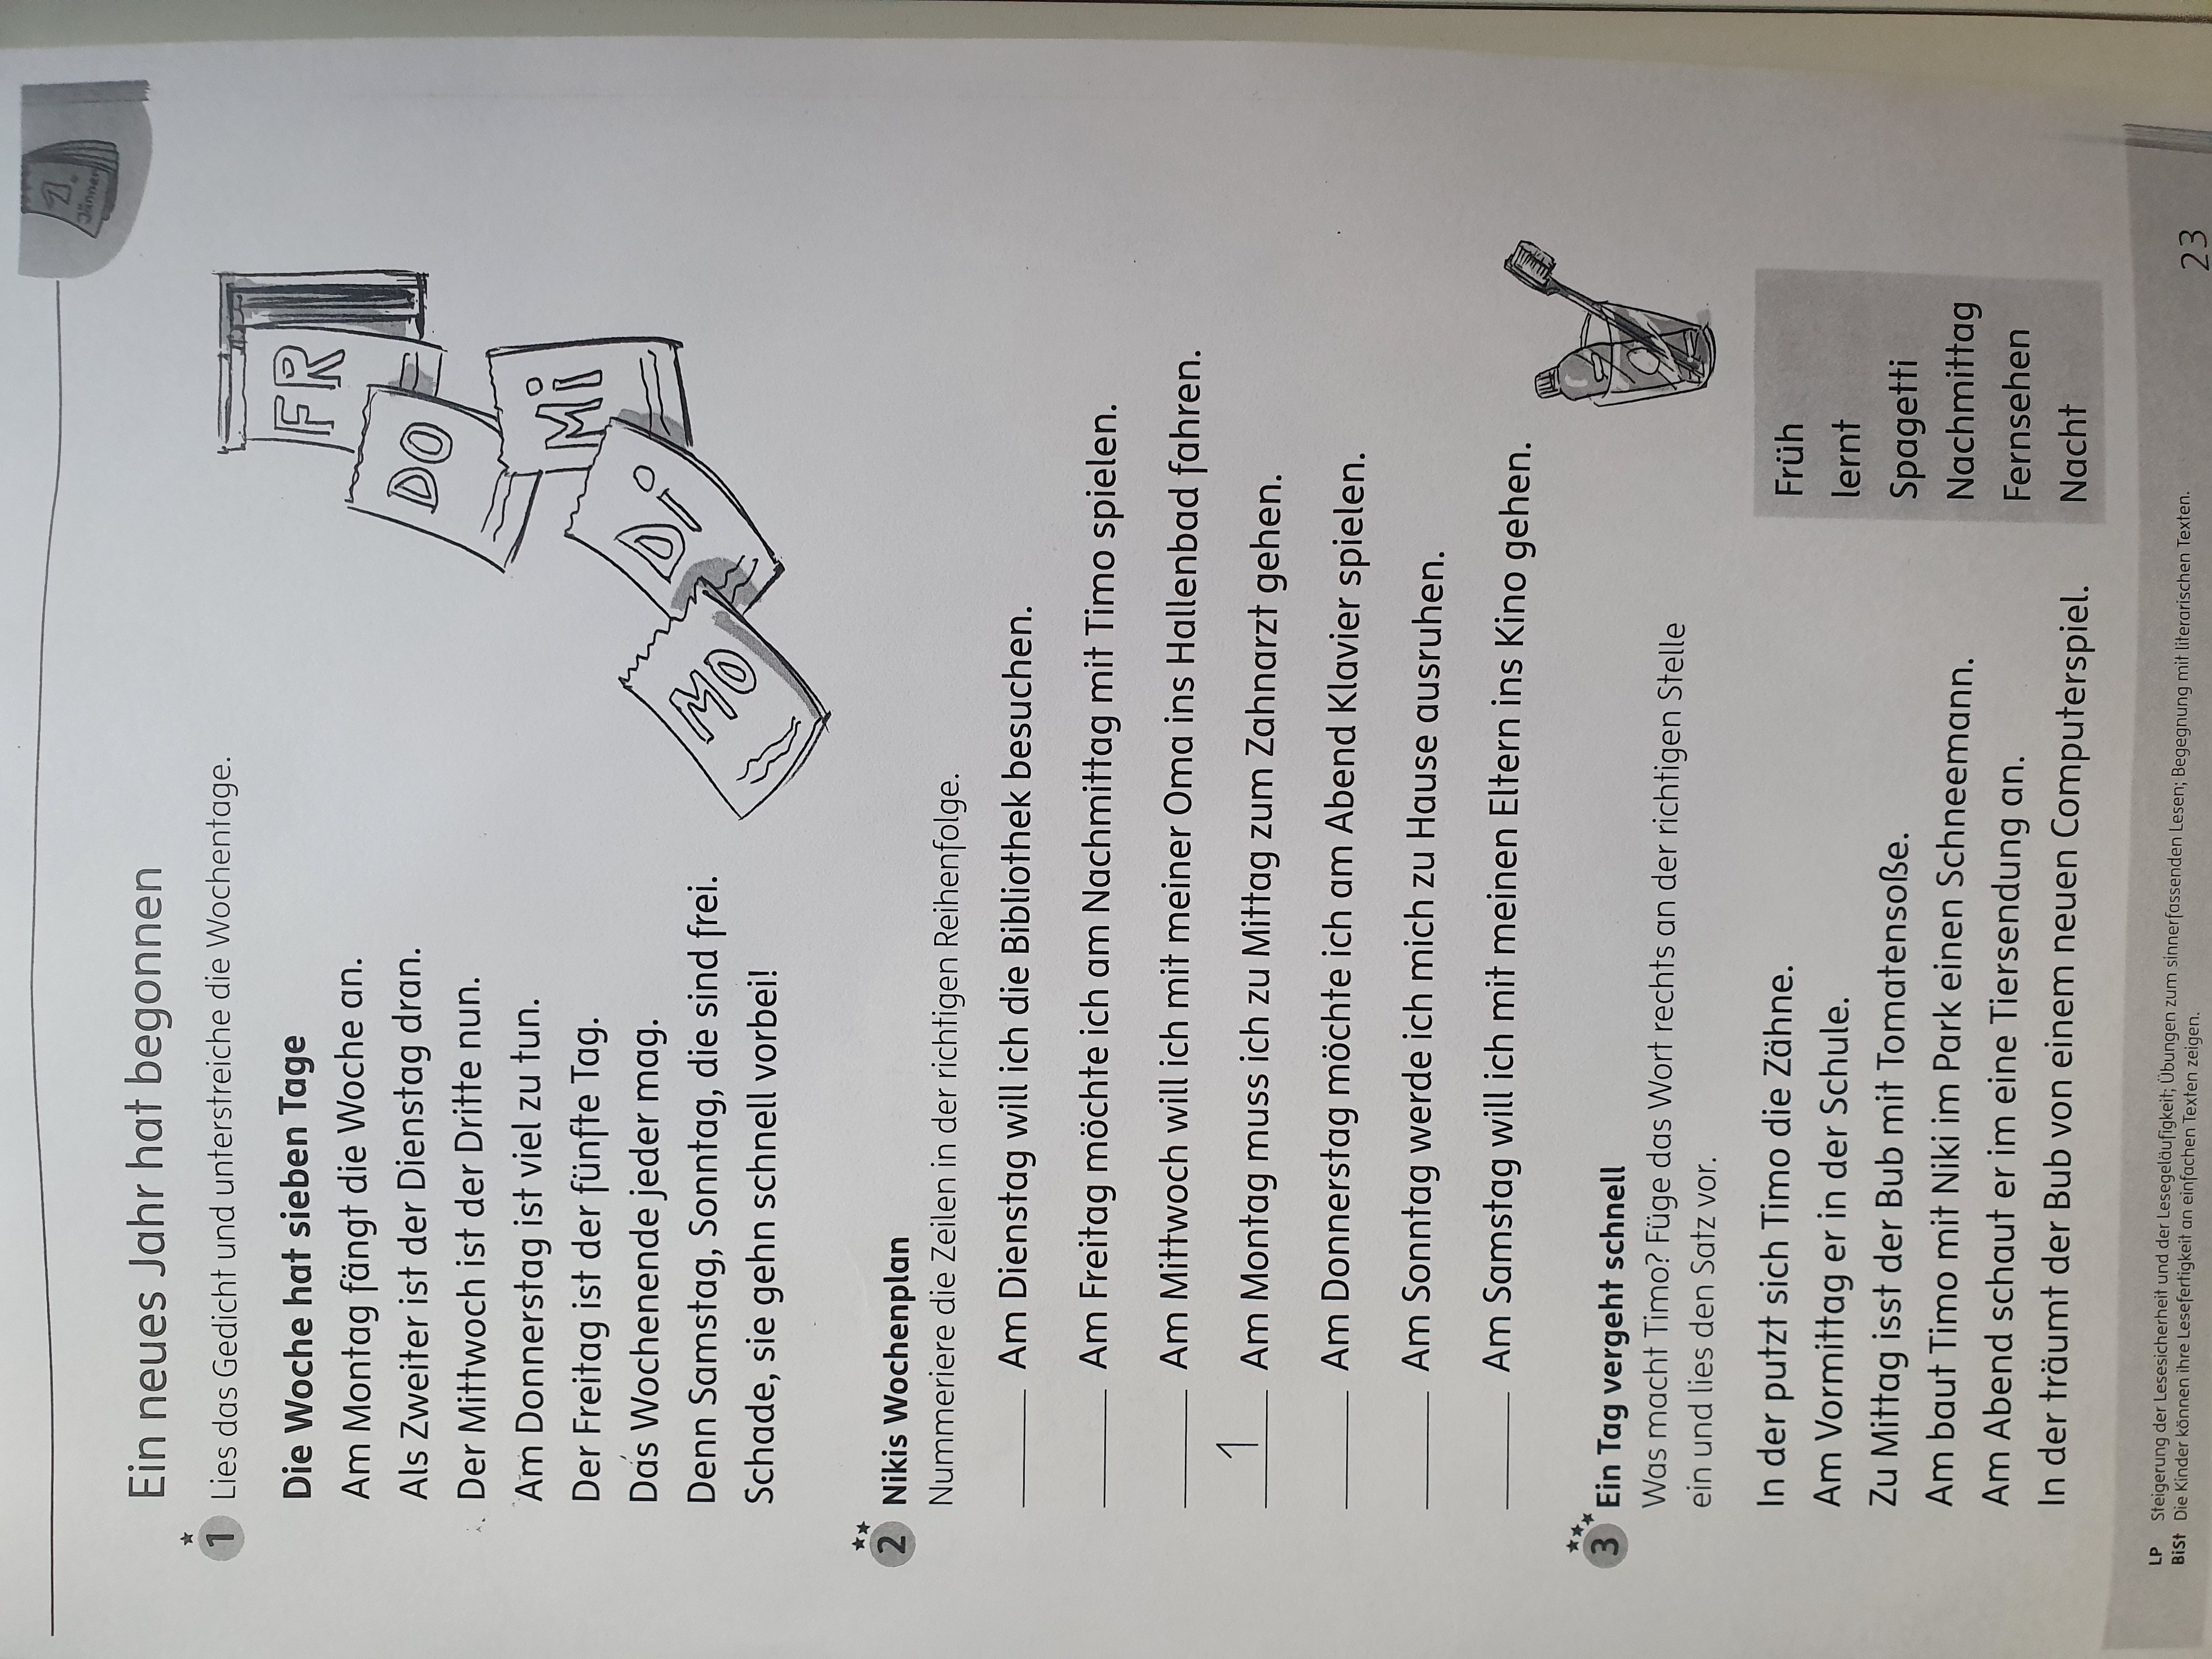 1.
Jänner
Ein neues Jahr hat begonnen
1 Lies das Gedicht und unterstreiche die Wochentage.
Die Woche hat sieben Tage
Am Montag fängt die Woche an.
Als Zweiter ist der Dienstag dran.
Der Mittwoch ist der Dritte nun.
Am Donnerstag ist viel zu tun.
Der Freitag ist der fünfte Tag.
Das Wochenende jeder mag.
Denn Samstag, Sonntag, die sind frei.
Schade, sie gehn schnell vorbei!
FR
DO
Mi
Di
MO
2 Nikis Wochenplan
Nummeriere die Zeilen in der richtigen Reihenfolge.
Am Dienstag will ich die Bibliothek besuchen.
Am Freitag möchte ich am Nachmittag mit Timo spielen.
Am Mittwoch will ich mit meiner Oma ins Hallenbad fahren.
1 Am Montag muss ich zu Mittag zum Zahnarzt gehen.
Am Donnerstag möchte ich am Abend Klavier spielen.
Am Sonntag werde ich mich zu Hause ausruhen.
Am Samstag will ich mit meinen Eltern ins Kino gehen.
3 Ein Tag vergeht schnell
Was macht Timo? Füge das Wort rechts an der richtigen Stelle
ein und lies den Satz vor.
In der putzt sich Timo die Zähne. Früh
Am Vormittag er in der Schule. lernt
Zu Mittag isst der Bub mit Tomatensoße. Spagetti
Am baut Timo mit Niki im Park einen Schneemann. Nachmittag
Am Abend schaut er im eine Tiersendung an. Fernsehen
In der träumt der Bub von einem neuen Computerspiel. Nacht
LP Steigerung der Lesesicherheit und der Lesegeläufigkeit; Übungen zum sinnerfassenden Lesen; Begegnung mit literarischen Texten.
BiSt Die Kinder können ihre Lesefertigkeit an einfachen Texten zeigen.
23